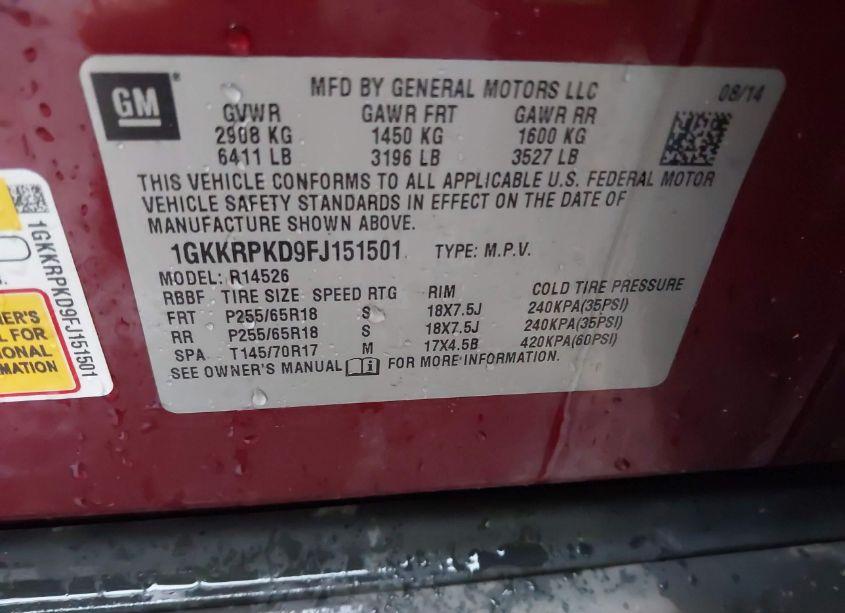 GM
MFD BY GENERAL MOTORS LLC 08/14
GVWR GAWR FRT GAWR RR
2908 KG 1450 KG 1600 KG
6411 LB 3196 LB 3527 LB
THIS VEHICLE CONFORMS TO ALL APPLICABLE U.S. FEDERAL MOTOR
VEHICLE SAFETY STANDARDS IN EFFECT ON THE DATE OF
MANUFACTURE SHOWN ABOVE.
1GKKRPKD9FJ151501 TYPE: M.P.V.
MODEL: R14526
RBBF TIRE SIZE SPEED RTG RIM COLD TIRE PRESSURE
FRT P255/65R18 S 18X7.5J 240KPA(35PSI)
RR P255/65R18 S 18X7.5J 240KPA(35PSI)
SPA T145/70R17 M 17X4.5B 420KPA(60PSI)
SEE OWNER'S MANUAL FOR MORE INFORMATION.
1GKKRPKD9FJ151501
ER'S
L FOR
IONAL
MATION